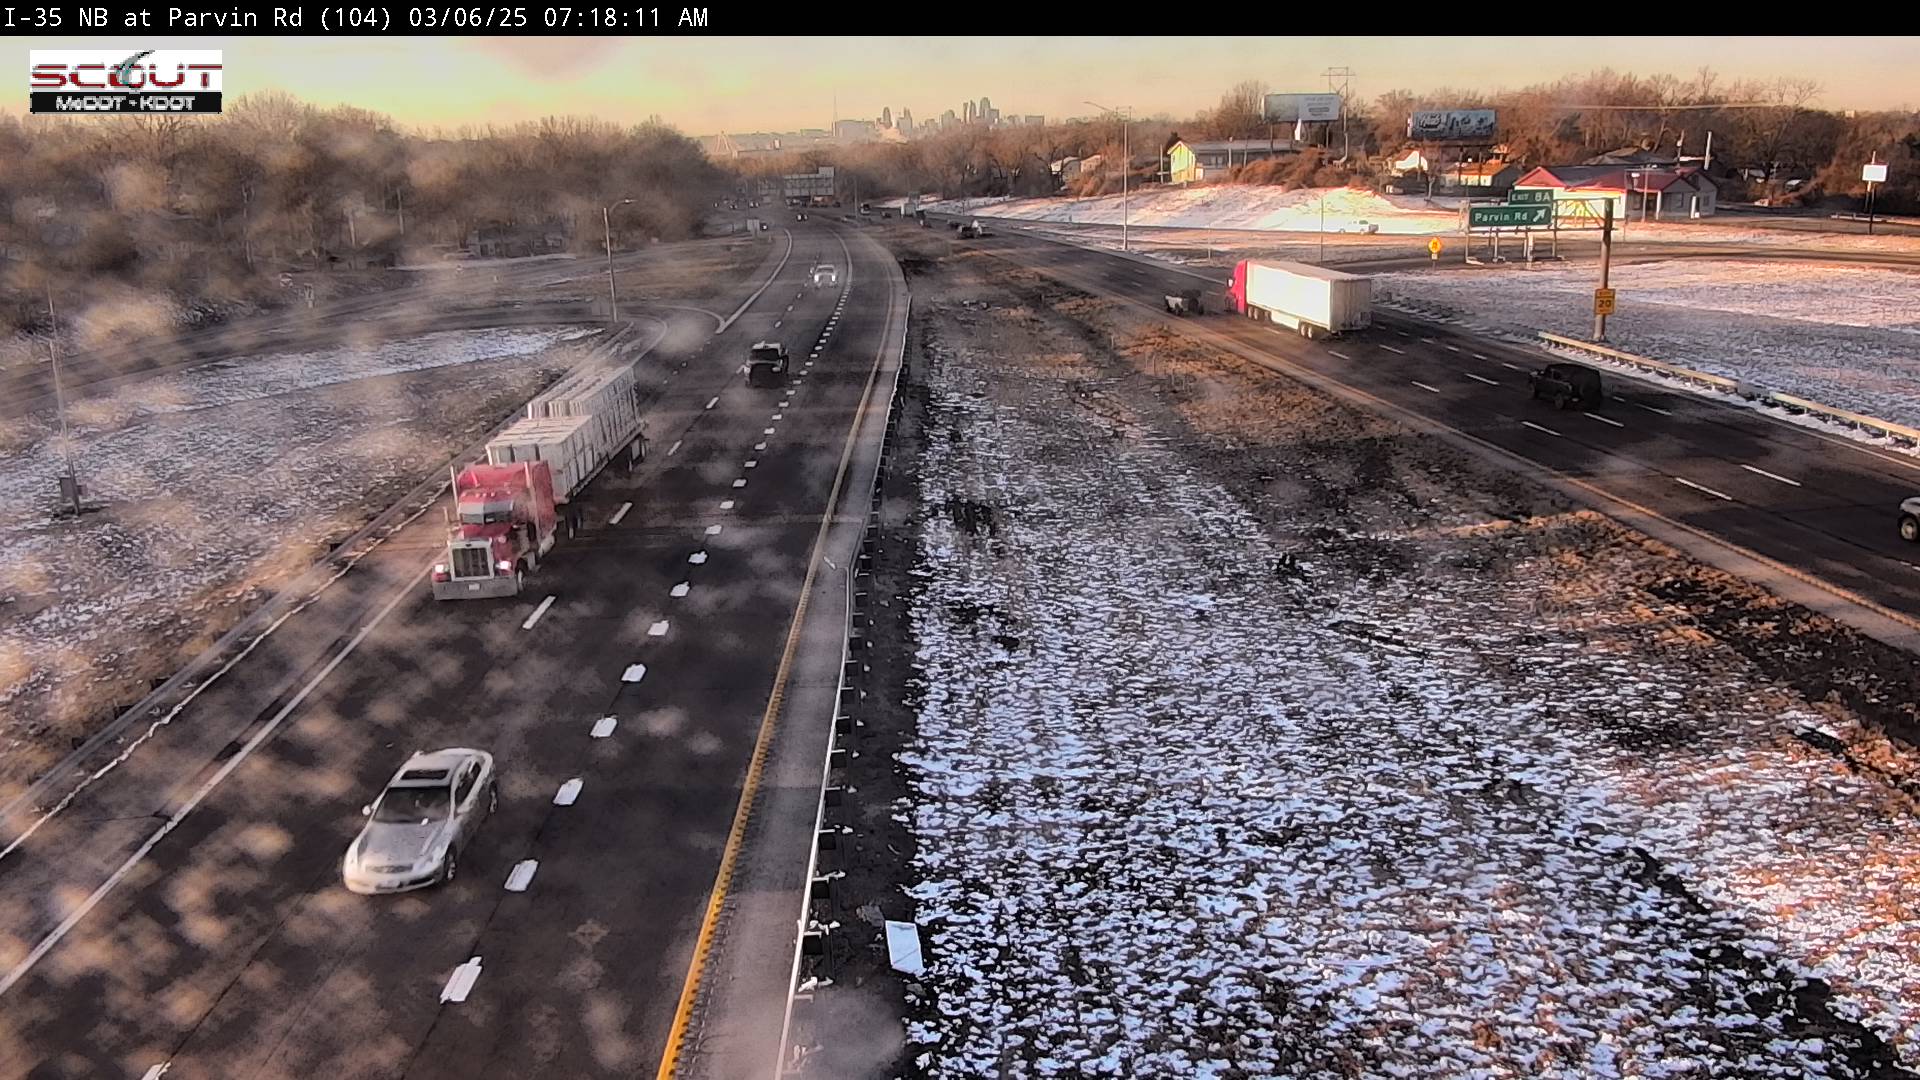 I-35 NB at Parvin Rd (104) 03/06/25 07:18:11 AM
SCOUT
MoDOT - KDOT
EXIT 8A
Parvin Rd
20